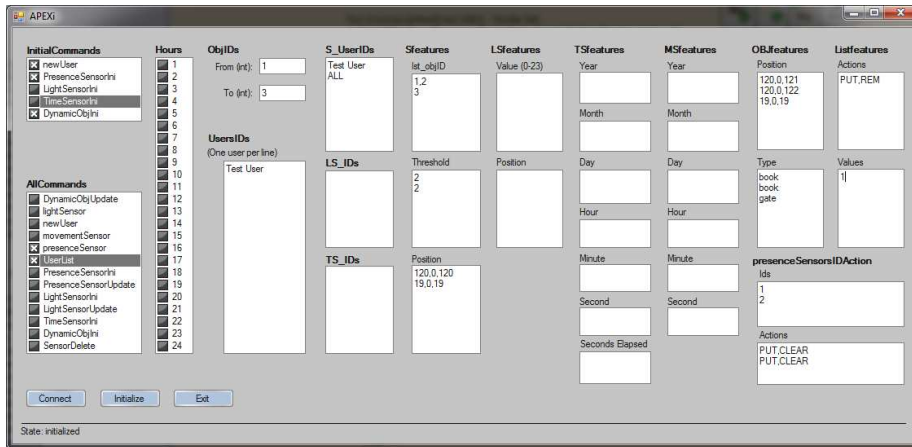 APEXi
InitialCommands
newUser
PresenceSensorIni
LightSensorIni
TimeSensorIni
DynamicObjIni
AllCommands
DynamicObjUpdate
lightSensor
newUser
movementSensor
presenceSensor
UserList
PresenceSensorIni
PresenceSensorUpdate
LightSensorIni
LightSensorUpdate
TimeSensorIni
DynamicObjIni
SensorDelete
Hours
1
2
3
4
5
6
7
8
9
10
11
12
13
14
15
16
17
18
19
20
21
22
23
24
ObjIDs
From (int): 1
To (int): 3
UsersIDs
(One user per line)
Test User
S_UserIDs
Test User
ALL
LS_IDs
TS_IDs
Sfeatures
lst_objID
1,2
3
Threshold
2
2
Position
120,0,120
19,0,19
LSfeatures
Value (0-23)
Position
TSfeatures
Year
Month
Day
Hour
Minute
Second
Seconds Elapsed
MSfeatures
Year
Month
Day
Hour
Minute
Second
OBJfeatures
Position
120,0,121
120,0,122
19,0,19
Type
book
book
gate
Listfeatures
Actions
PUT,REM
Values
1
presenceSensorsIDAction
Ids
1
2
Actions
PUT,CLEAR
PUT,CLEAR
Connect
Initialize
Exit
State: initialized